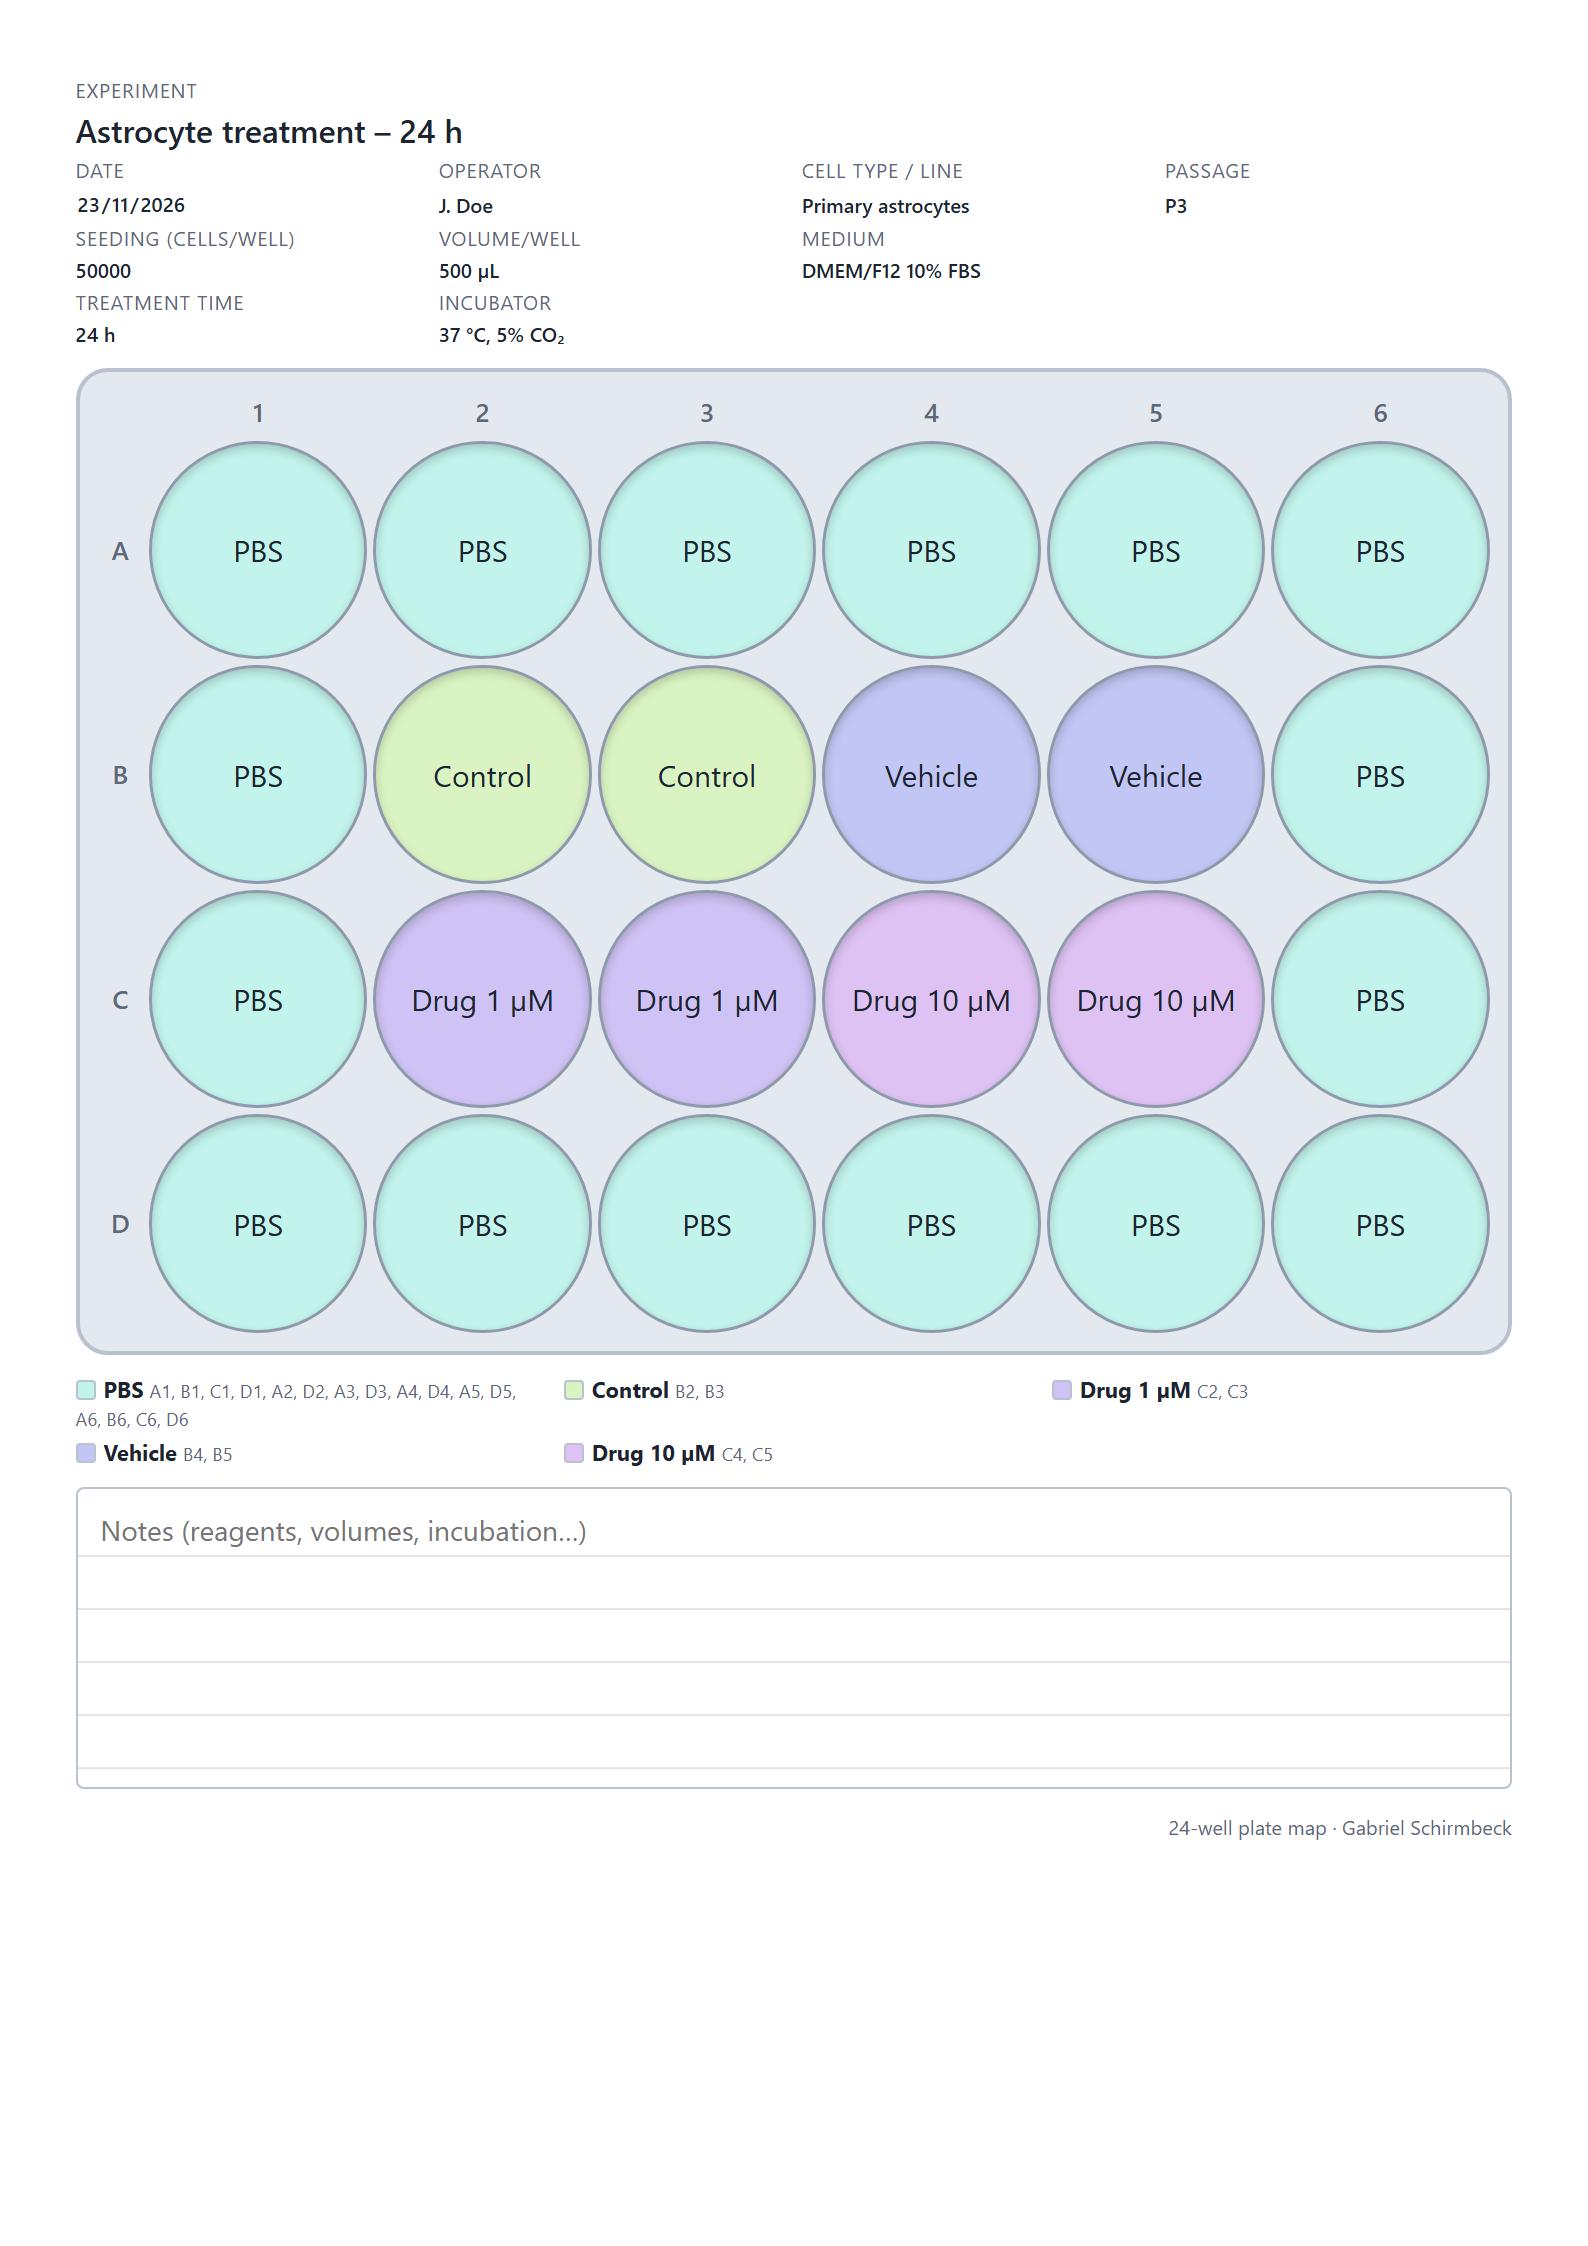 EXPERIMENT
Astrocyte treatment – 24 h
DATE OPERATOR CELL TYPE / LINE PASSAGE
23/11/2026 J. Doe Primary astrocytes P3
SEEDING (CELLS/WELL) VOLUME/WELL MEDIUM
50000 500 µL DMEM/F12 10% FBS
TREATMENT TIME INCUBATOR
24 h 37 °C, 5% CO₂
1 2 3 4 5 6
A PBS PBS PBS PBS PBS PBS
B PBS Control Control Vehicle Vehicle PBS
C PBS Drug 1 µM Drug 1 µM Drug 10 µM Drug 10 µM PBS
D PBS PBS PBS PBS PBS PBS
PBS A1, B1, C1, D1, A2, D2, A3, D3, A4, D4, A5, D5,
A6, B6, C6, D6
Control B2, B3
Drug 1 µM C2, C3
Vehicle B4, B5
Drug 10 µM C4, C5
Notes (reagents, volumes, incubation...)
24-well plate map · Gabriel Schirmbeck